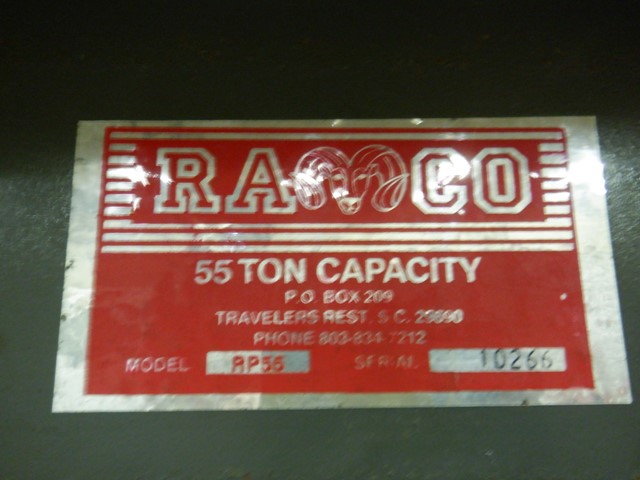 RAMCO
55 TON CAPACITY
P.O. BOX 209
TRAVELERS REST, S.C. 29690
PHONE 803-834-7212
MODEL RP55 SERIAL 10266